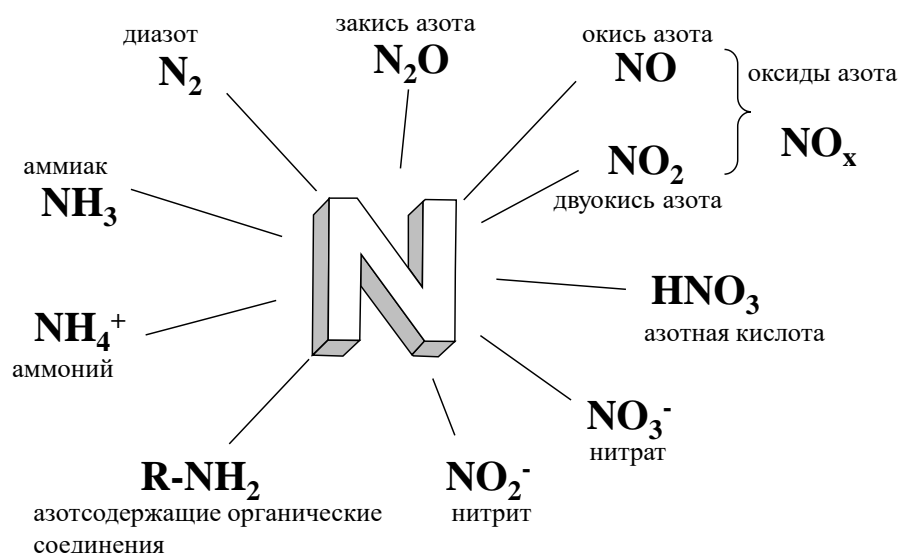 диазот
N₂
закись азота
N₂O
окись азота
NO
оксиды азота
NOₓ
NO₂
двуокись азота
аммиак
NH₃
N
HNO₃
азотная кислота
NH₄⁺
аммоний
NO₃⁻
нитрат
R-NH₂
азотсодержащие органические
соединения
NO₂⁻
нитрит